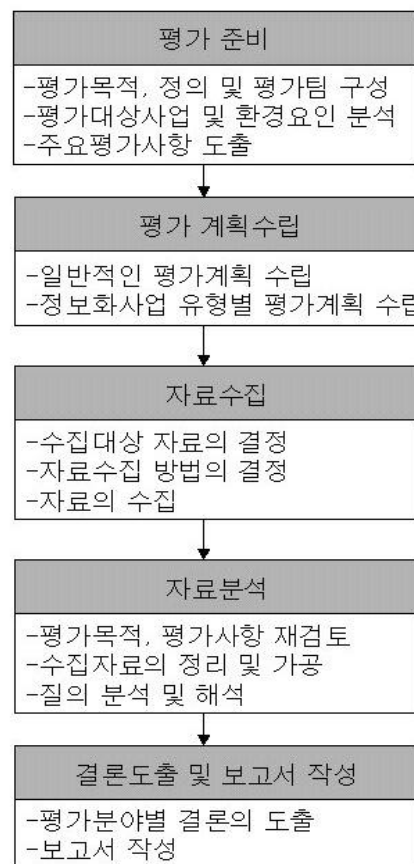 평가 준비
-평가목적, 정의 및 평가팀 구성
-평가대상사업 및 환경요인 분석
-주요평가사항 도출
평가 계획수립
-일반적인 평가계획 수립
-정보화사업 유형별 평가계획 수립
자료수집
-수집대상 자료의 결정
-자료수집 방법의 결정
-자료의 수집
자료분석
-평가목적, 평가사항 재검토
-수집자료의 정리 및 가공
-질의 분석 및 해석
결론도출 및 보고서 작성
-평가분야별 결론의 도출
-보고서 작성